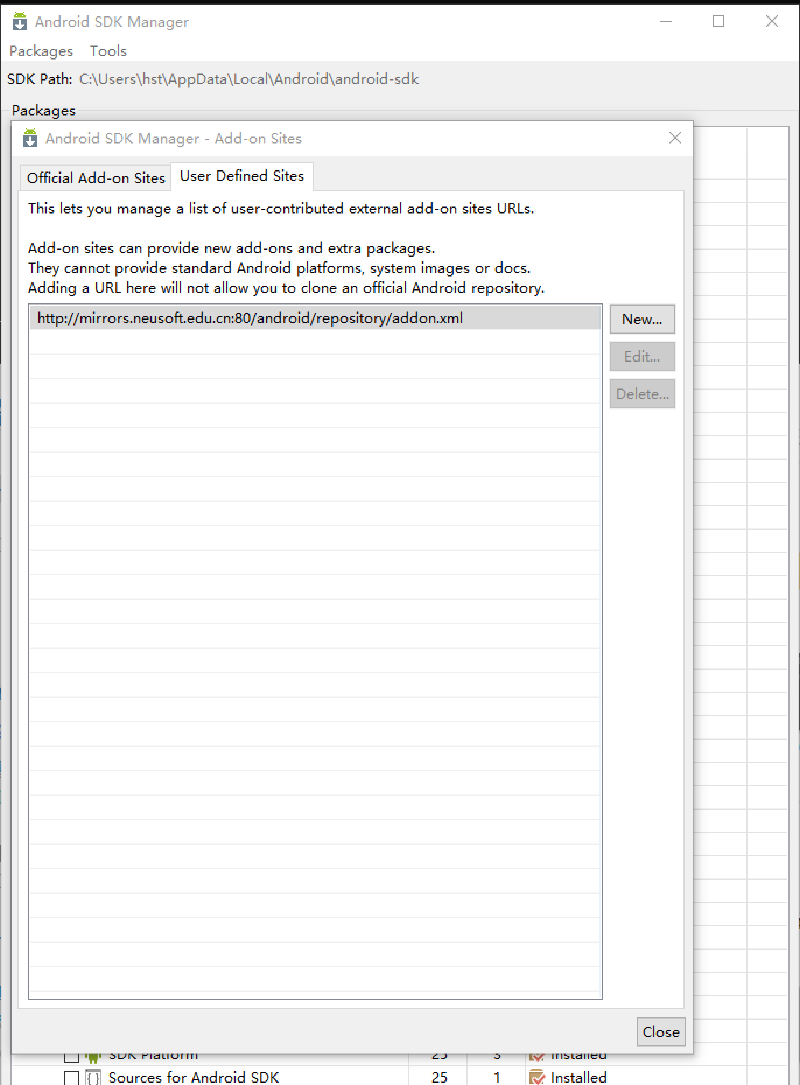 Android SDK Manager
Packages Tools
SDK Path: C:\Users\hst\AppData\Local\Android\android-sdk
Packages
Android SDK Manager - Add-on Sites
Official Add-on Sites User Defined Sites
This lets you manage a list of user-contributed external add-on sites URLs.
Add-on sites can provide new add-ons and extra packages.
They cannot provide standard Android platforms, system images or docs.
Adding a URL here will not allow you to clone an official Android repository.
http://mirrors.neusoft.edu.cn:80/android/repository/addon.xml
New...
Edit...
Delete...
Close
SDK Platform 25 3 Installed
Sources for Android SDK 25 1 Installed